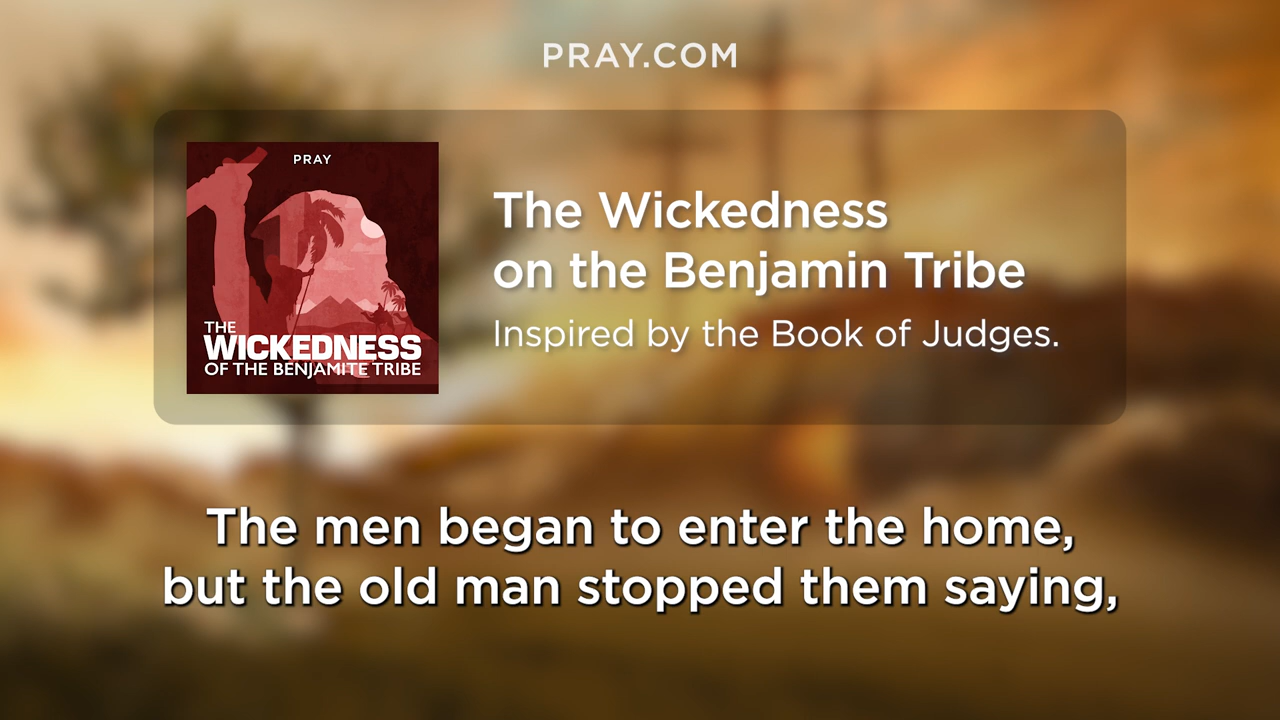 PRAY.COM
PRAY
THE
WICKEDNESS
OF THE BENJAMITE TRIBE
The Wickedness
on the Benjamin Tribe
Inspired by the Book of Judges.
The men began to enter the home,
but the old man stopped them saying,